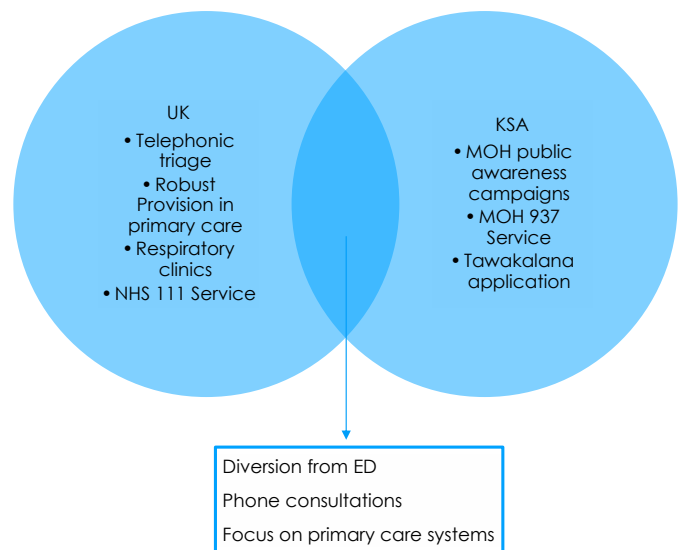 UK
• Telephonic
triage
• Robust
Provision in
primary care
• Respiratory
clinics
• NHS 111 Service
KSA
• MOH public
awareness
campaigns
• MOH 937
Service
• Tawakalana
application
Diversion from ED
Phone consultations
Focus on primary care systems